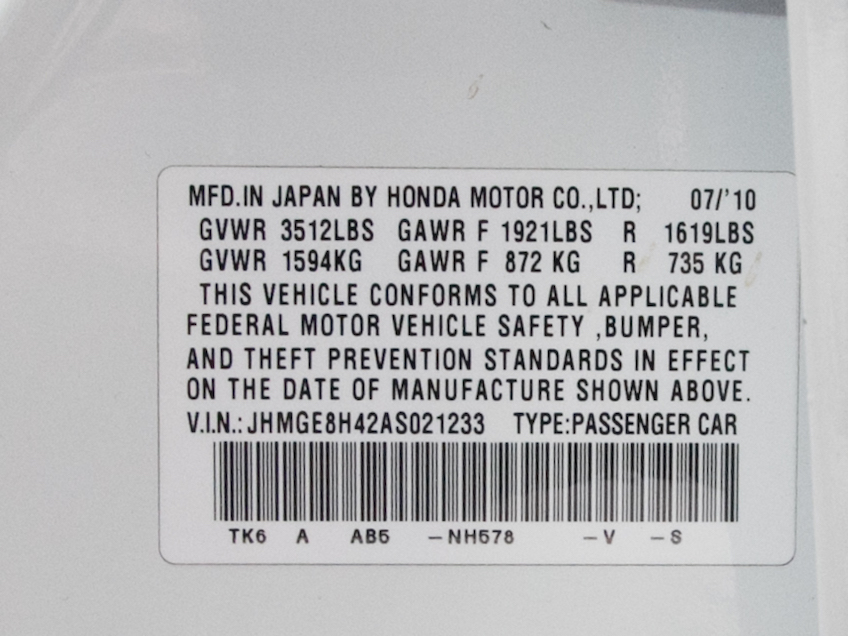 MFD.IN JAPAN BY HONDA MOTOR CO.,LTD; 07/'10
GVWR 3512LBS GAWR F 1921LBS R 1619LBS
GVWR 1594KG GAWR F 872 KG R 735 KG
THIS VEHICLE CONFORMS TO ALL APPLICABLE
FEDERAL MOTOR VEHICLE SAFETY ,BUMPER,
AND THEFT PREVENTION STANDARDS IN EFFECT
ON THE DATE OF MANUFACTURE SHOWN ABOVE.
V.I.N.: JHMGE8H42AS021233 TYPE:PASSENGER CAR
TK6 A AB5 –NH578 –V –S